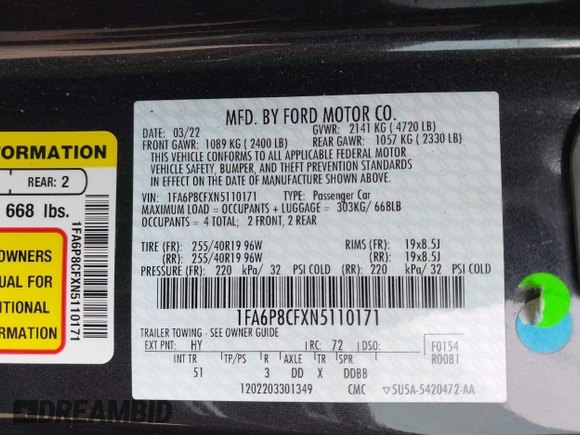 MFD. BY FORD MOTOR CO.
DATE: 03/22 GVWR: 2141 KG ( 4720 LB)
FRONT GAWR: 1089 KG ( 2400 LB) REAR GAWR: 1057 KG ( 2330 LB)
THIS VEHICLE CONFORMS TO ALL APPLICABLE FEDERAL MOTOR
VEHICLE SAFETY, BUMPER, AND THEFT PREVENTION STANDARDS
IN EFFECT ON THE DATE OF MANUFACTURE SHOWN ABOVE.
VIN: 1FA6P8CFXN5110171 TYPE: Passenger Car
MAXIMUM LOAD = OCCUPANTS + LUGGAGE = 303KG/ 668LB
OCCUPANTS = 4 TOTAL; 2 FRONT, 2 REAR
TIRE (FR): 255/40R19 96W RIMS (FR): 19x8.5J
(RR): 255/40R19 96W (RR): 19x8.5J
PRESSURE (FR): 220 kPa/ 32 PSI COLD (RR) 220 kPa/ 32 PSI COLD
1FA6P8CFXN5110171
TRAILER TOWING - SEE OWNER GUIDE
EXT PNT: HY RC: 72 DSO: F0154
R0081
INT TR TP/PS R AXLE TR SPR
51 3 DD X DDBB
1202203301349 CMC ▽5U5A-5420472-AA
FORMATION
REAR: 2
668 lbs.
OWNERS
UAL FOR
ITIONAL
RMATION
1FA6P8CFXN5110171
DREAMBID